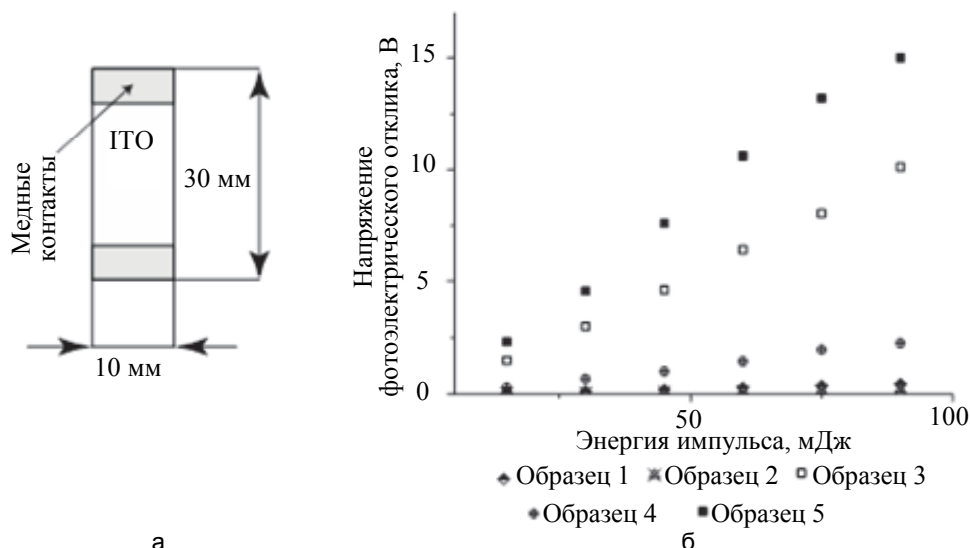 Медные
контакты
ITO
30 мм
10 мм
а
Напряжение
фотоэлектрического отклика, В
15
10
5
0
50
100
Энергия импульса, мДж
Образец 1 Образец 2 Образец 3
Образец 4 Образец 5
б